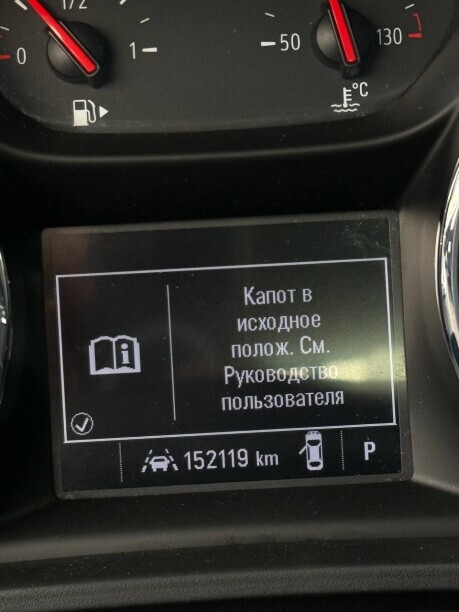 0 1/2 1
50 130
°C
Капот в
исходное
полож. См.
Руководство
пользователя
152119 km P